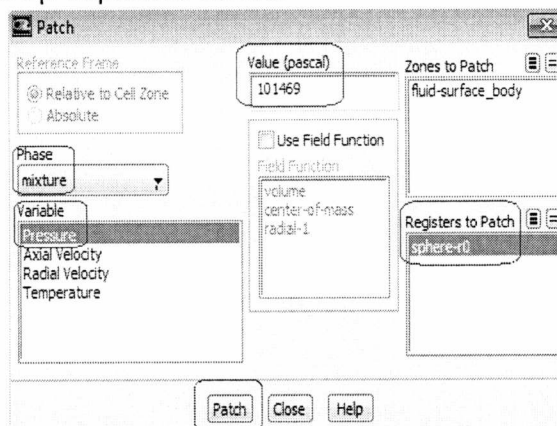 Patch
Reference Frame
Relative to Cell Zone
Absolute
Phase
mixture
Variable
Pressure
Axial Velocity
Radial Velocity
Temperature
Value (pascal)
101469
Use Field Function
Field Function
volume
center-of-mass
radial-1
Zones to Patch
fluid-surface_body
Registers to Patch
sphere-r0
Patch Close Help